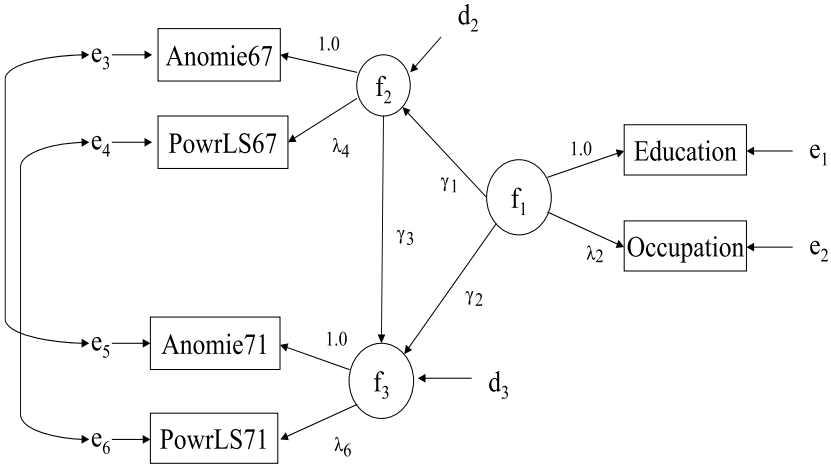 d₂
e₃
Anomie67
1.0
f₂
e₄
PowrLS67
λ₄
1.0
Education
e₁
γ₁
f₁
γ₃
λ₂
Occupation
e₂
γ₂
e₅
Anomie71
1.0
f₃
d₃
e₆
PowrLS71
λ₆